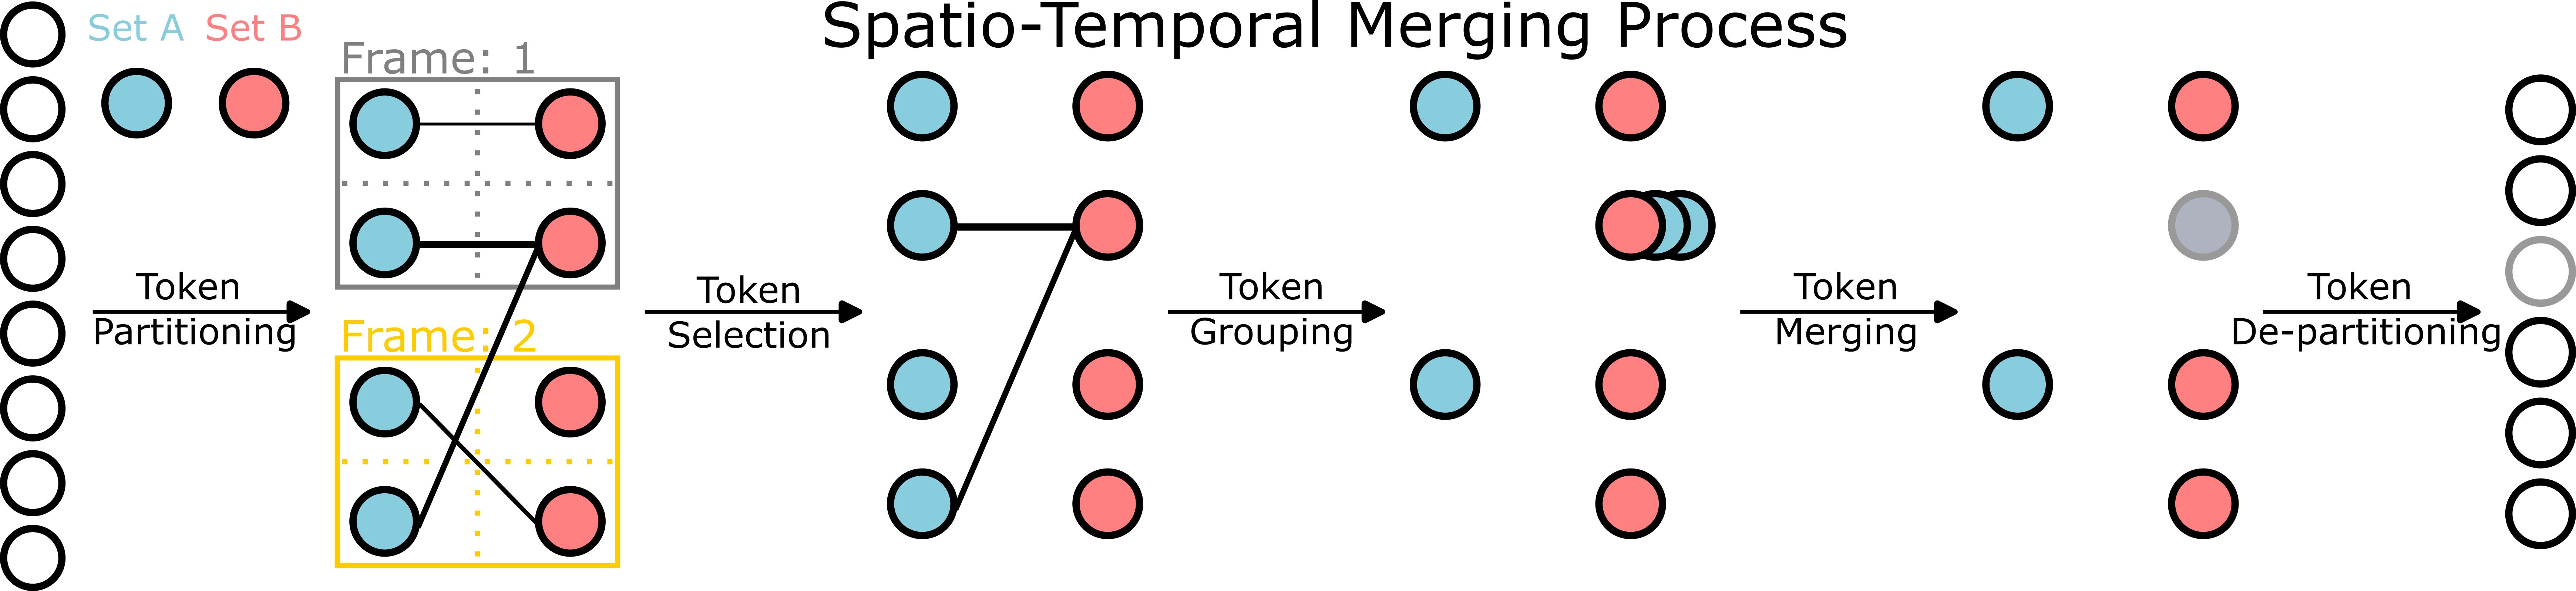 Spatio-Temporal Merging Process
Set A Set B
Frame: 1
Frame: 2
Token
Partitioning
Token
Selection
Token
Grouping
Token
Merging
Token
De-partitioning